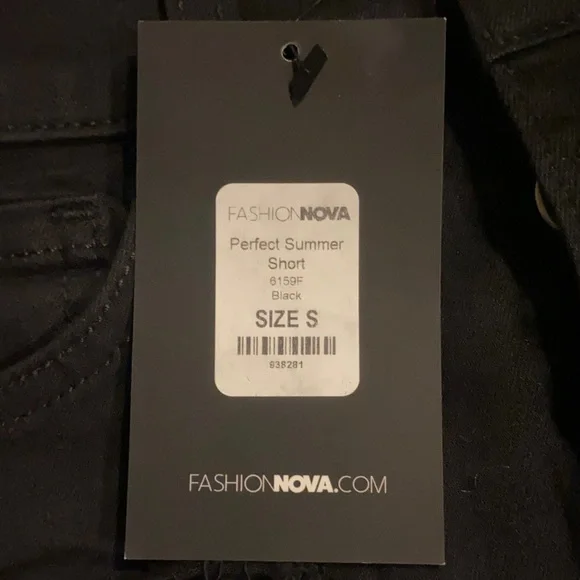 FASHIONNOVA
Perfect Summer
Short
6159F
Black
SIZE S
838281
FASHIONNOVA.COM